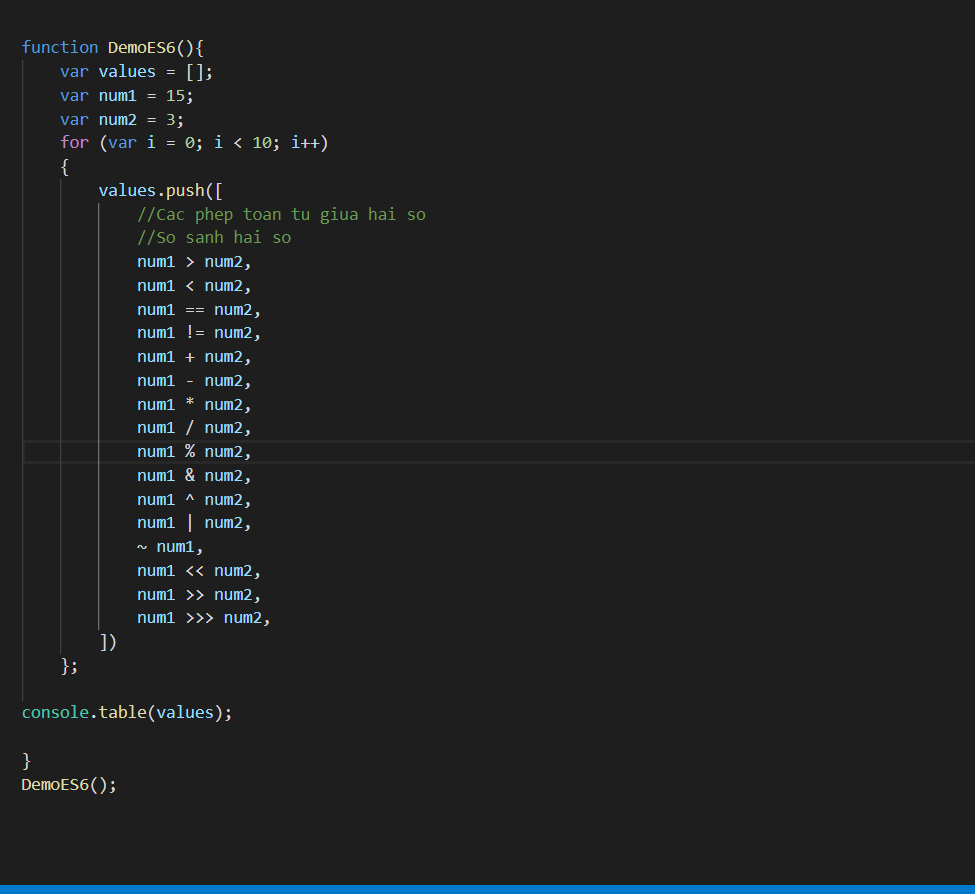 function DemoES6(){
    var values = [];
    var num1 = 15;
    var num2 = 3;
    for (var i = 0; i < 10; i++)
    {
        values.push([
            //Cac phep toan tu giua hai so
            //So sanh hai so
            num1 > num2,
            num1 < num2,
            num1 == num2,
            num1 != num2,
            num1 + num2,
            num1 - num2,
            num1 * num2,
            num1 / num2,
            num1 % num2,
            num1 & num2,
            num1 ^ num2,
            num1 | num2,
            ~ num1,
            num1 << num2,
            num1 >> num2,
            num1 >>> num2,
        ])
    };
console.table(values);
}
DemoES6();